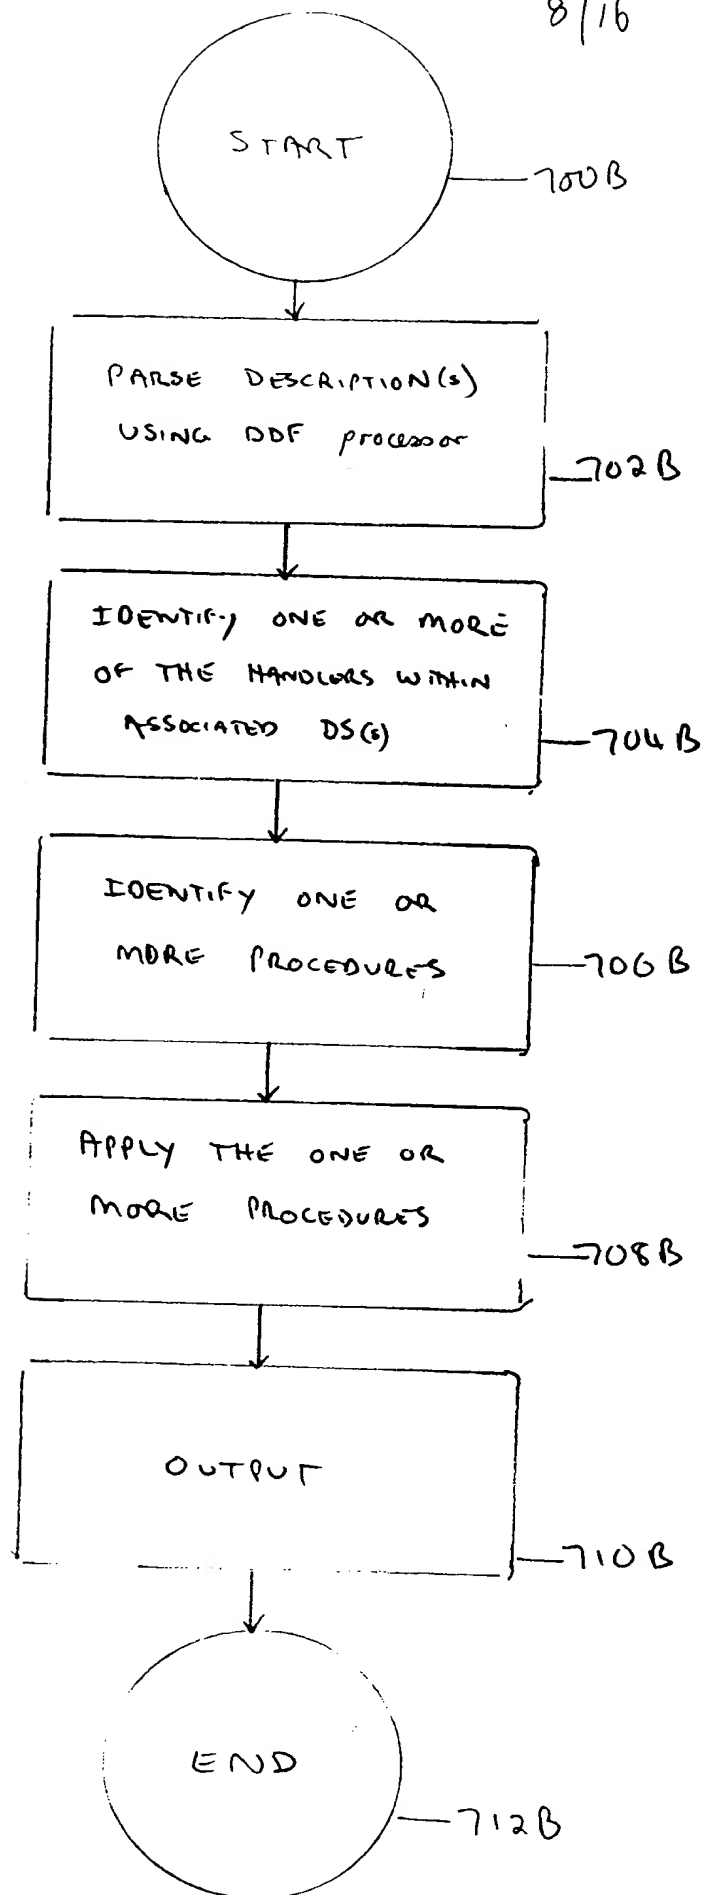 8/16
START
700B
PARSE DESCRIPTION(s)
USING DDF processor
702B
IDENTIFY ONE OR MORE
OF THE HANDLERS WITHIN
ASSOCIATED DS(s)
704B
IDENTIFY ONE OR
MORE PROCEDURES
706B
APPLY THE ONE OR
MORE PROCEDURES
708B
OUTPUT
710B
END
712B